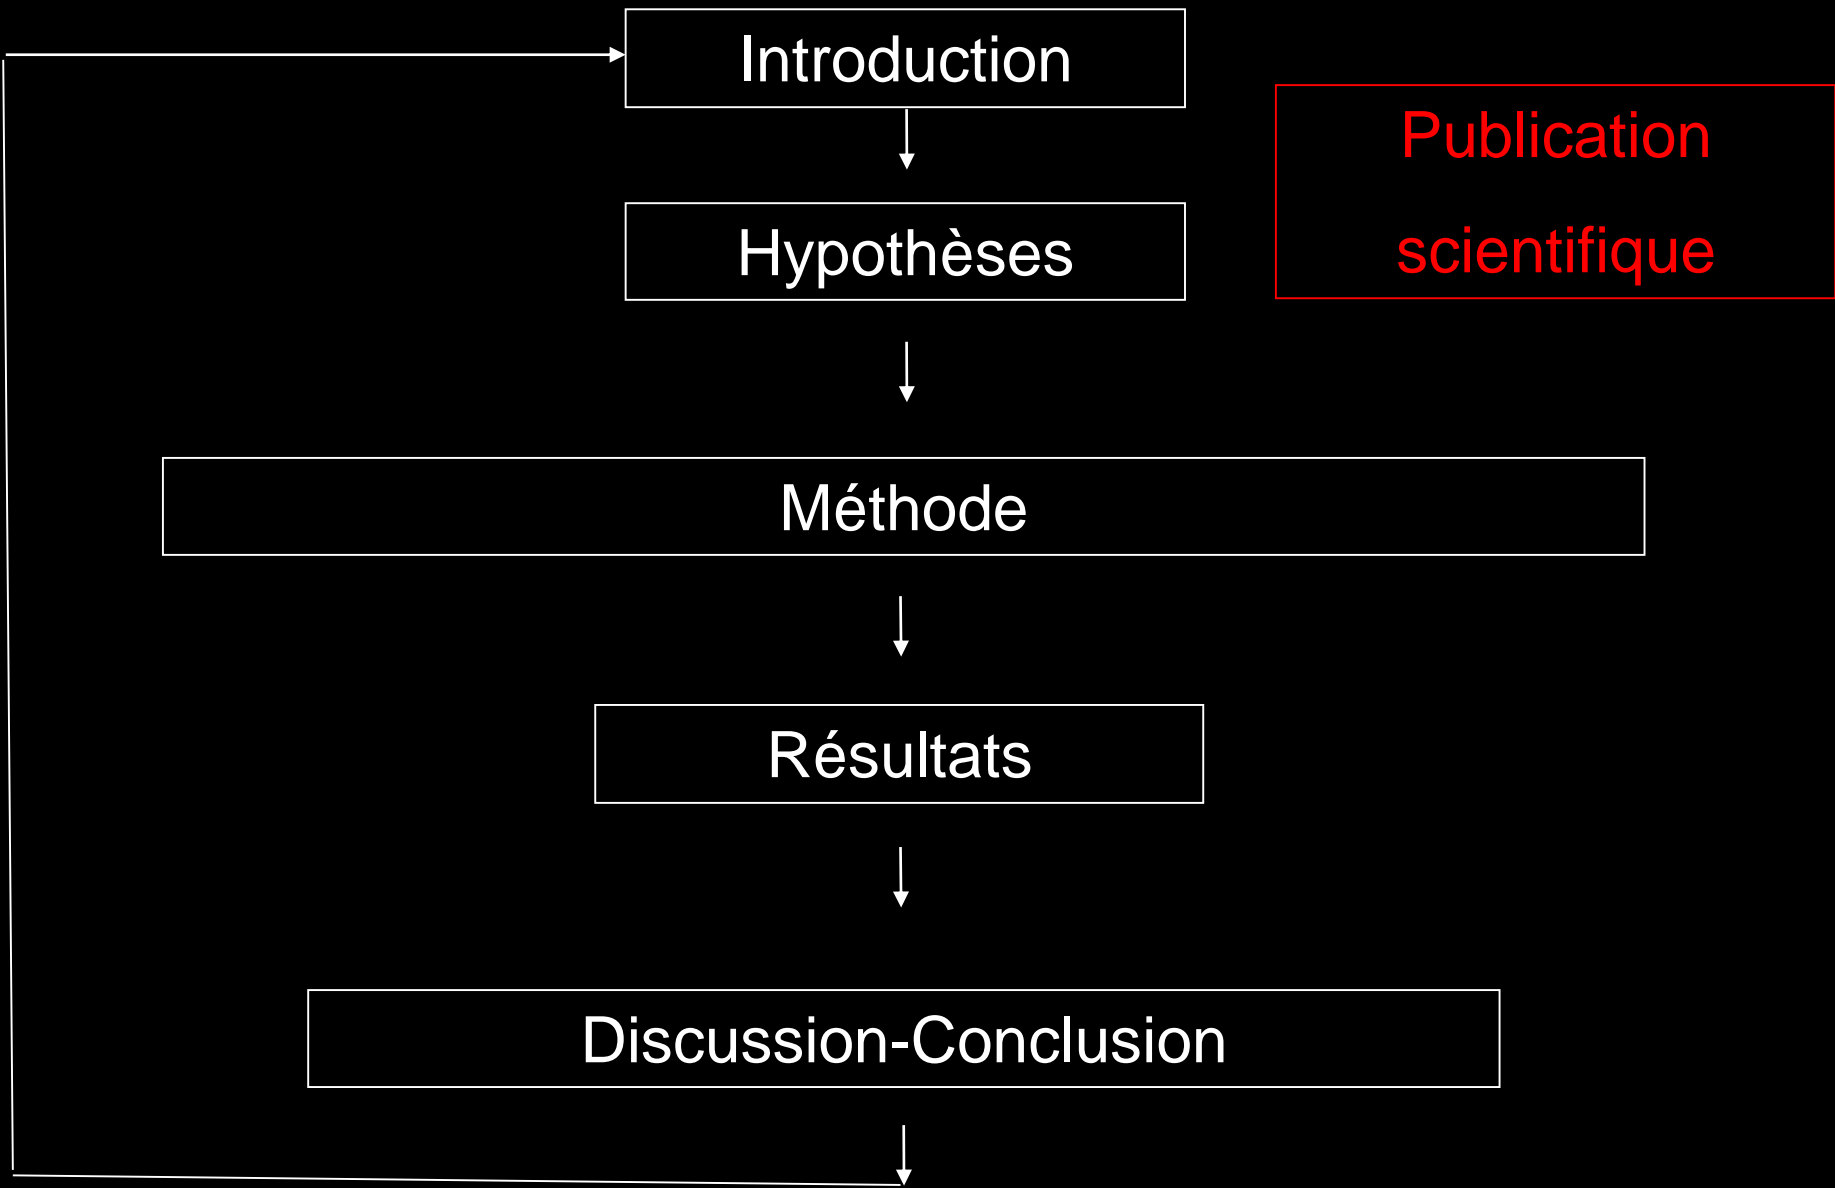 Introduction
Publication
scientifique
Hypothèses
Méthode
Résultats
Discussion-Conclusion